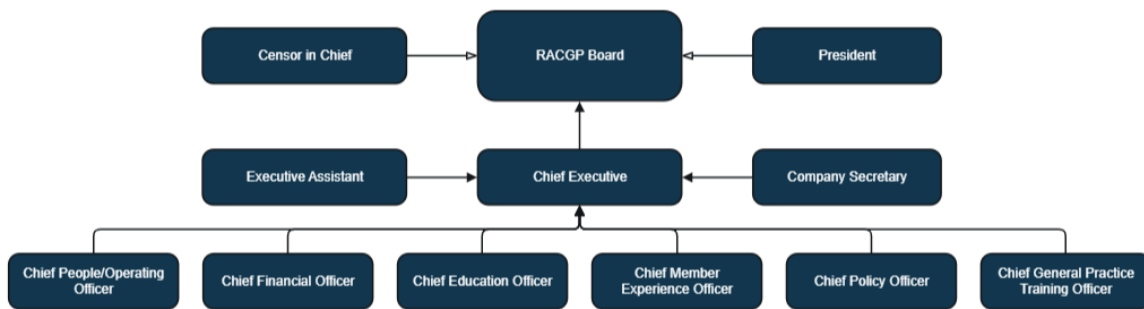 Censor in Chief
RACGP Board
President
Executive Assistant
Chief Executive
Company Secretary
Chief People/Operating
Officer
Chief Financial Officer
Chief Education Officer
Chief Member
Experience Officer
Chief Policy Officer
Chief General Practice
Training Officer